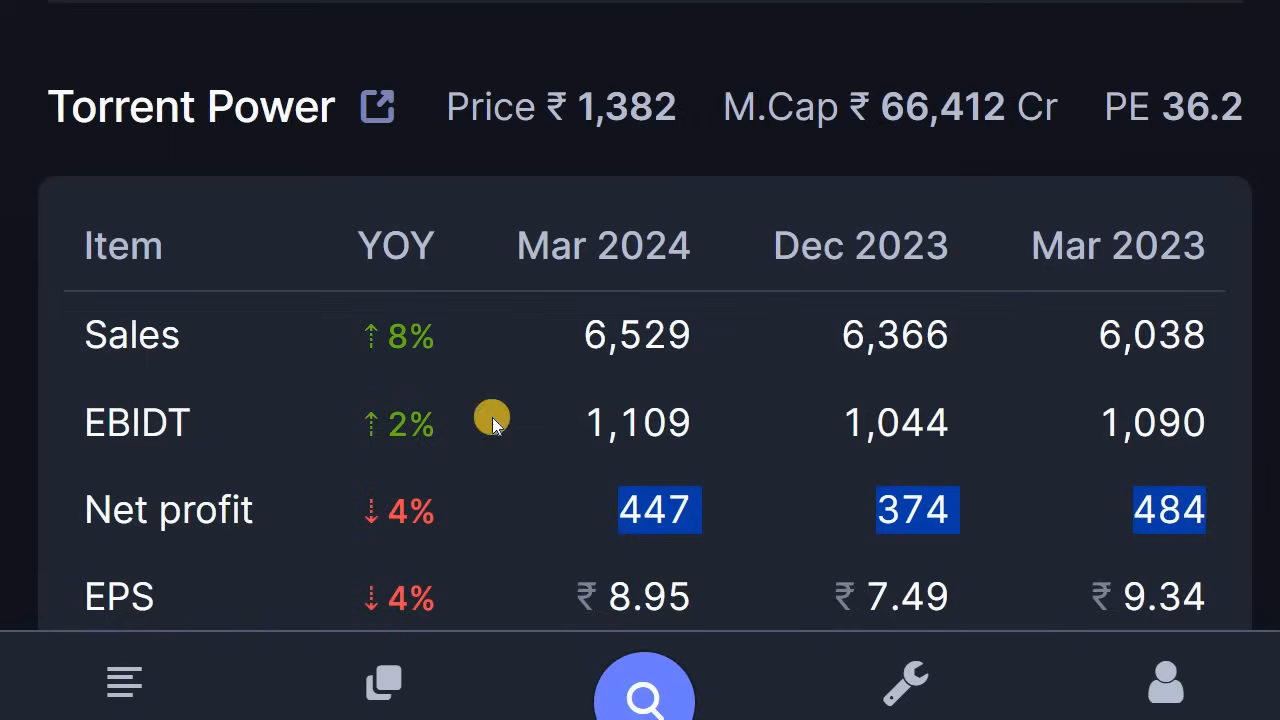 Torrent Power Price ₹ 1,382 M.Cap ₹ 66,412 Cr PE 36.2
Item YOY Mar 2024 Dec 2023 Mar 2023
Sales ⇡ 8% 6,529 6,366 6,038
EBIDT ⇡ 2% 1,109 1,044 1,090
Net profit ⇣ 4% 447 374 484
EPS ⇣ 4% ₹ 8.95 ₹ 7.49 ₹ 9.34